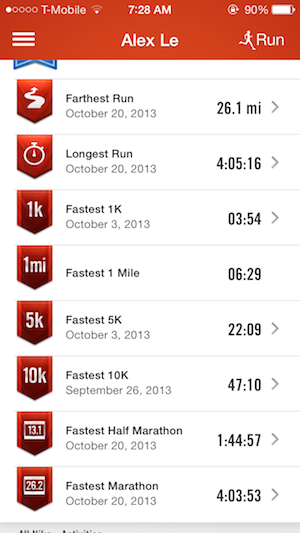 T-Mobile 7:28 AM 90%
Alex Le Run
Farthest Run
October 20, 2013
26.1 mi
Longest Run
October 20, 2013
4:05:16
1k
Fastest 1K
October 3, 2013
03:54
1mi
Fastest 1 Mile
06:29
5k
Fastest 5K
October 3, 2013
22:09
10k
Fastest 10K
September 26, 2013
47:10
13.1
Fastest Half Marathon
October 20, 2013
1:44:57
26.2
Fastest Marathon
October 20, 2013
4:03:53